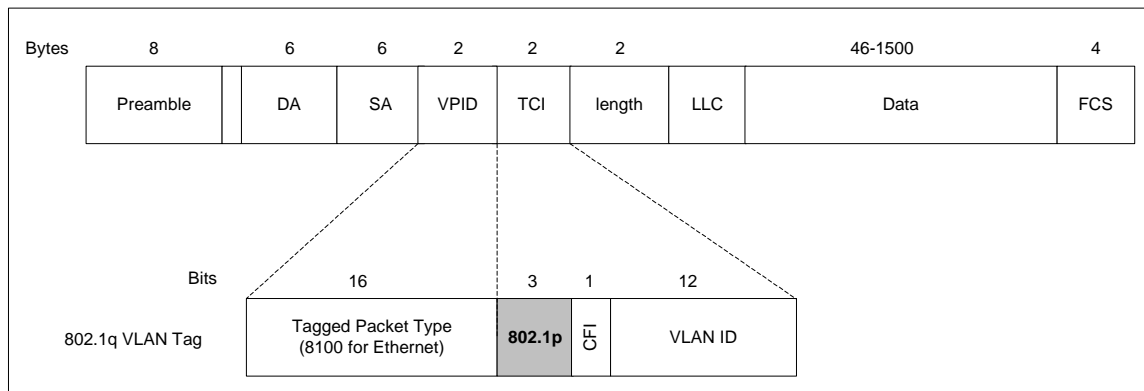 Bytes 8 6 6 2 2 2 46-1500 4
Preamble DA SA VPID TCI length LLC Data FCS
Bits 16 3 1 12
802.1q VLAN Tag
Tagged Packet Type
(8100 for Ethernet)
802.1p
CFI
VLAN ID